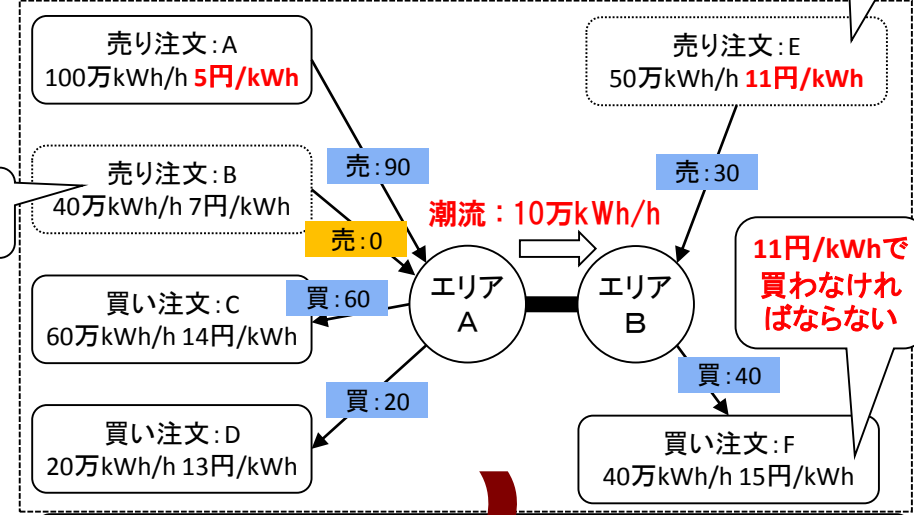 売り注文:A
100万kWh/h 5円/kWh
売り注文:E
50万kWh/h 11円/kWh
売り注文:B
40万kWh/h 7円/kWh
売:90
売:30
売:0
潮流：10万kWh/h
11円/kWhで
買わなけれ
ばならない
買い注文:C
60万kWh/h 14円/kWh
買:60
エリア
A
エリア
B
買:20
買:40
買い注文:D
20万kWh/h 13円/kWh
買い注文:F
40万kWh/h 15円/kWh